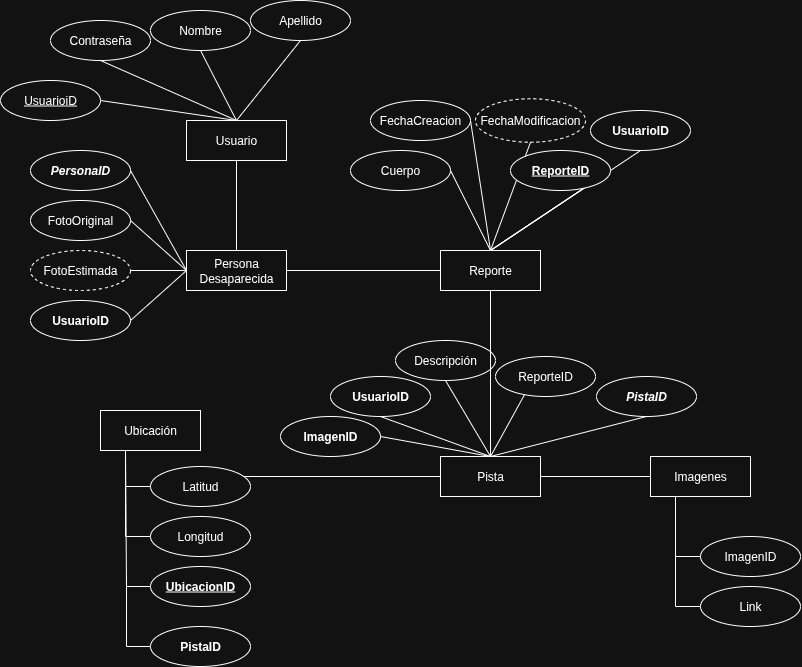 Apellido
Nombre
Contraseña
UsuarioiD
Usuario
FechaCreacion
FechaModificacion
UsuarioID
Cuerpo
ReporteID
PersonaID
FotoOriginal
FotoEstimada
UsuarioID
Persona
Desaparecida
Reporte
Descripción
ReporteID
UsuarioID
PistaID
ImagenID
Ubicación
Pista
Imagenes
Latitud
Longitud
UbicacionID
PistaID
ImagenID
Link